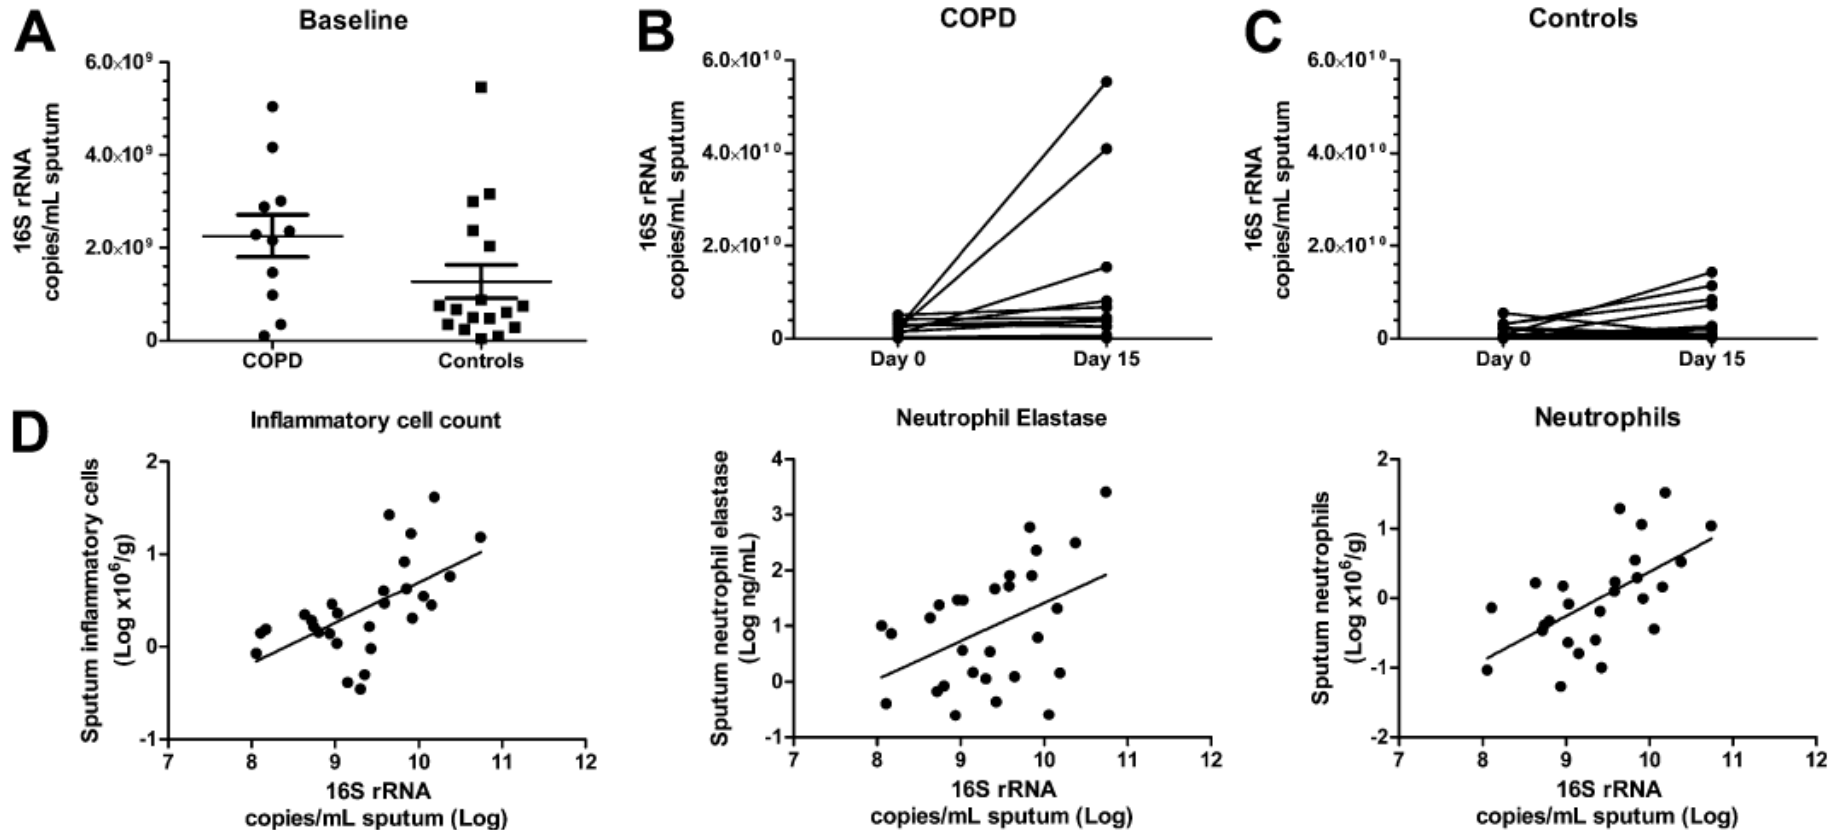 A
Baseline
16S rRNA
copies/mL sputum
6.0×10⁹
4.0×10⁹
2.0×10⁹
0
COPD
Controls
B
COPD
16S rRNA
copies/mL sputum
6.0×10¹⁰
4.0×10¹⁰
2.0×10¹⁰
0
Day 0
Day 15
C
Controls
16S rRNA
copies/mL sputum
6.0×10¹⁰
4.0×10¹⁰
2.0×10¹⁰
0
Day 0
Day 15
D
Inflammatory cell count
Sputum inflammatory cells
(Log x10⁶/g)
2
1
0
-1
7 8 9 10 11 12
16S rRNA
copies/mL sputum (Log)
Neutrophil Elastase
Sputum neutrophil elastase
(Log ng/mL)
4
3
2
1
0
-1
7 8 9 10 11 12
16S rRNA
copies/mL sputum (Log)
Neutrophils
Sputum neutrophils
(Log x10⁶/g)
2
1
0
-1
-2
7 8 9 10 11 12
16S rRNA
copies/mL sputum (Log)